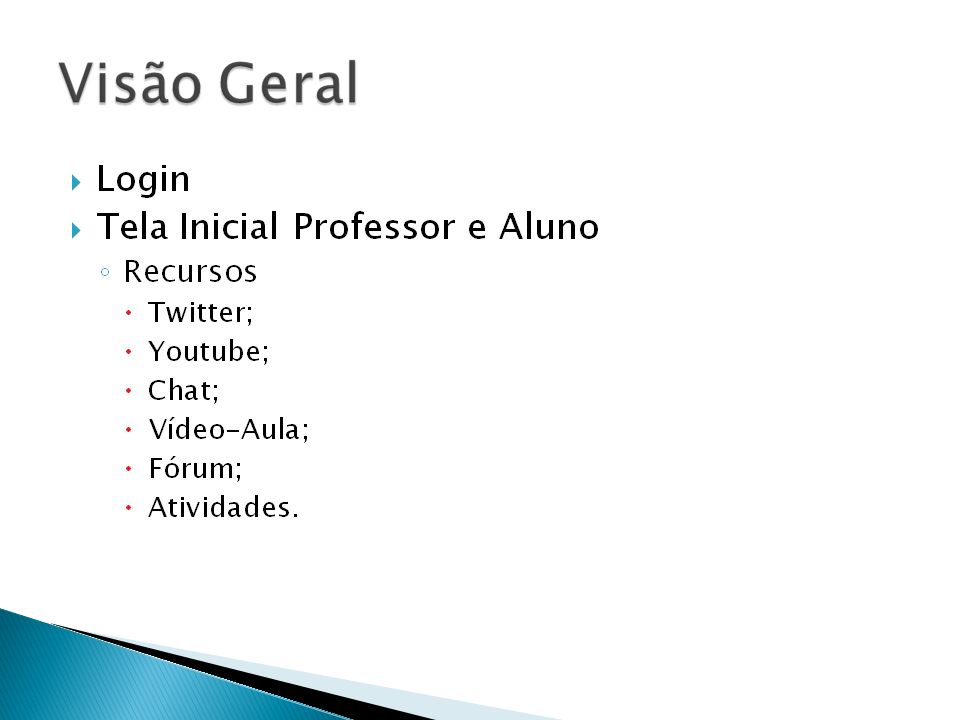 Visão Geral
Login
Tela Inicial Professor e Aluno
Recursos
Twitter;
Youtube;
Chat;
Vídeo-Aula;
Fórum;
Atividades.